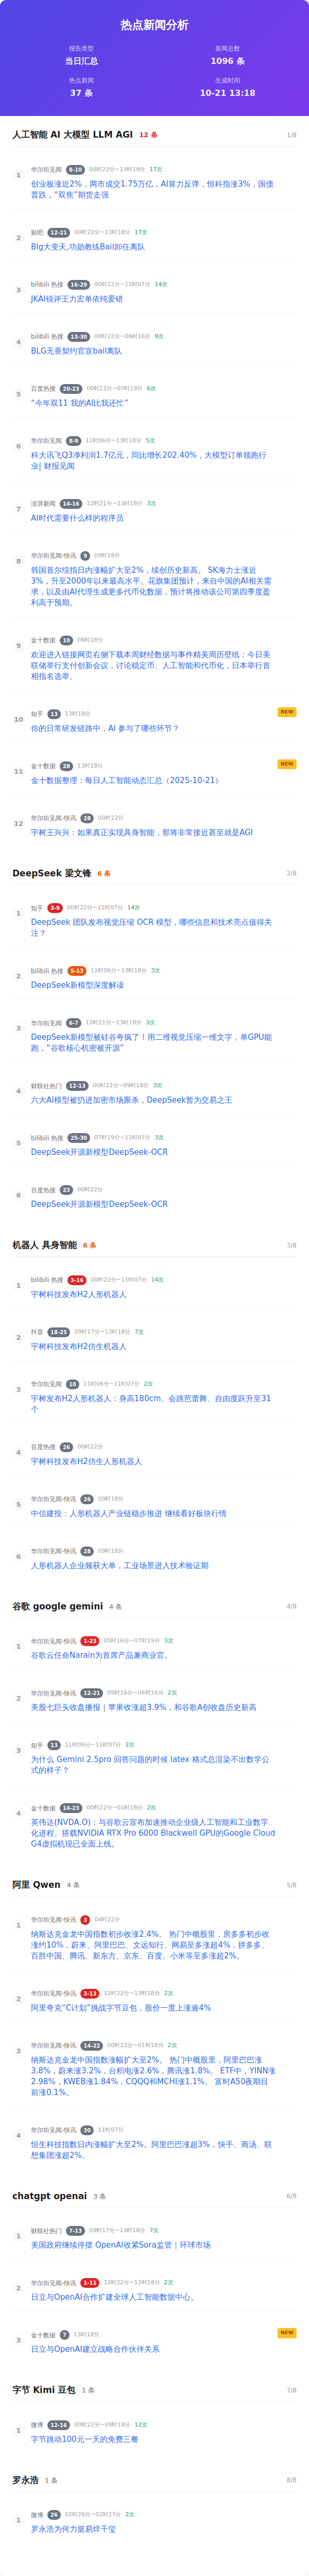 热点新闻分析
报告类型
当日汇总
新闻总数
1096 条
热点新闻
37 条
生成时间
10-21 13:18
人工智能 AI 大模型 LLM AGI 12 条 1/8
1
华尔街见闻 8-10 00时22分~13时18分 17次
创业板涨近2%，两市成交1.75万亿，AI算力反弹，恒科指涨3%，国债
普跌，“双焦”期货走强
2
贴吧 12-21 00时22分~13时18分 17次
Blg大变天,功勋教练Bail卸任离队
3
bilibili 热搜 16-29 00时22分~11时07分 14次
JKAI锐评王力宏单依纯爱错
4
bilibili 热搜 13-30 00时22分~06时16分 9次
BLG无畏契约官宣bail离队
5
百度热搜 20-23 00时22分~07时19分 6次
“今年双11 我的AI比我还忙”
6
华尔街见闻 8-9 11时06分~13时18分 5次
科大讯飞Q3净利润1.7亿元，同比增长202.40%，大模型订单领跑行
业| 财报见闻
7
澎湃新闻 14-16 12时21分~13时18分 3次
AI时代需要什么样的程序员
8
华尔街见闻-快讯 9 09时18分
韩国首尔综指日内涨幅扩大至2%，续创历史新高。 SK海力士涨近
3%，升至2000年以来最高水平。花旗集团预计，来自中国的AI相关需
求，以及由AI代理生成更多代币化数据，预计将推动该公司第四季度盈
利高于预期。
9
金十数据 10 09时18分
欢迎进入链接网页右侧下载本周财经数据与事件精美周历壁纸：今日美
联储举行支付创新会议，讨论稳定币、人工智能和代币化，日本举行首
相指名选举。
10
知乎 13 13时18分 NEW
你的日常研发链路中，AI 参与了哪些环节？
11
金十数据 28 13时18分 NEW
金十数据整理：每日人工智能动态汇总（2025-10-21）
12
华尔街见闻-快讯 28 00时22分
宇树王兴兴：如果真正实现具身智能，那将非常接近甚至就是AGI
DeepSeek 梁文锋 6 条 2/8
1
知乎 3-9 00时22分~11时07分 14次
DeepSeek 团队发布视觉压缩 OCR 模型，哪些信息和技术亮点值得关
注？
2
bilibili 热搜 5-13 11时06分~13时18分 3次
DeepSeek新模型深度解读
3
华尔街见闻 6-7 12时21分~13时18分 3次
DeepSeek新模型被硅谷夸疯了！用二维视觉压缩一维文字，单GPU能
跑，“谷歌核心机密被开源”
4
财联社热门 12-13 00时22分~09时18分 3次
六大AI模型被扔进加密市场厮杀，DeepSeek暂为交易之王
5
bilibili 热搜 25-30 07时19分~11时07分 3次
DeepSeek开源新模型DeepSeek-OCR
6
百度热搜 23 00时22分
DeepSeek开源新模型DeepSeek-OCR
机器人 具身智能 6 条 3/8
1
bilibili 热搜 3-16 00时22分~11时07分 14次
宇树科技发布H2人形机器人
2
抖音 18-25 09时17分~13时18分 7次
宇树科技发布H2仿生机器人
3
华尔街见闻 10 11时06分~11时07分 2次
宇树发布H2人形机器人：身高180cm、会跳芭蕾舞、自由度跃升至31
个
4
百度热搜 26 00时22分
宇树科技发布H2仿生人形机器人
5
华尔街见闻-快讯 26 09时18分
中信建投：人形机器人产业链稳步推进 继续看好板块行情
6
华尔街见闻-快讯 28 09时18分
人形机器人企业频获大单，工业场景进入技术验证期
谷歌 google gemini 4 条 4/8
1
华尔街见闻-快讯 1-23 05时16分~07时19分 3次
谷歌云任命Narain为首席产品兼商业官。
2
华尔街见闻-快讯 12-21 05时16分~06时16分 2次
美股七巨头收盘播报｜苹果收涨超3.9%，和谷歌A创收盘历史新高
3
知乎 13 11时06分~11时07分 2次
为什么 Gemini 2.5pro 回答问题的时候 latex 格式总渲染不出数学公
式的样子？
4
金十数据 14-23 00时22分~01时18分 2次
英伟达(NVDA.O)：与谷歌云宣布加速推动企业级人工智能和工业数字
化进程。搭载NVIDIA RTX Pro 6000 Blackwell GPU的Google Cloud
G4虚拟机现已全面上线。
阿里 Qwen 4 条 5/8
1
华尔街见闻-快讯 3 04时22分
纳斯达克金龙中国指数初步收涨2.4%。 热门中概股里，房多多初步收
涨约10%，蔚来、阿里巴巴、文远知行、网易至多涨超4%，拼多多、
百胜中国、腾讯、新东方、京东、百度、小米等至多涨超2%。
2
华尔街见闻-快讯 3-13 12时22分~13时18分 2次
阿里夸克“C计划”挑战字节豆包，股价一度上涨逾4%
3
华尔街见闻-快讯 14-22 00时22分~01时18分 2次
纳斯达克金龙中国指数涨幅扩大至2%。 热门中概股里，阿里巴巴涨
3.8%，蔚来涨3.2%，台积电涨2.6%，腾讯涨1.8%。 ETF中，YINN涨
2.98%，KWEB涨1.84%，CQQQ和MCHI涨1.1%。 富时A50夜期目
前涨0.1%。
4
华尔街见闻-快讯 30 11时07分
恒生科技指数日内涨幅扩大至2%。阿里巴巴涨超3%，快手、商汤、联
想集团涨超2%。
chatgpt openai 3 条 6/8
1
财联社热门 7-13 09时17分~13时18分 7次
美国政府继续停摆 OpenAI收紧Sora监管｜环球市场
2
华尔街见闻-快讯 1-11 12时22分~13时18分 2次
日立与OpenAI合作扩建全球人工智能数据中心。
3
金十数据 7 13时18分 NEW
日立与OpenAI建立战略合作伙伴关系
字节 Kimi 豆包 1 条 7/8
1
微博 12-16 00时22分~09时18分 12次
字节跳动100元一天的免费三餐
罗永浩 1 条 8/8
1
微博 26 02时26分~02时27分 2次
罗永浩为何力挺易烊千玺